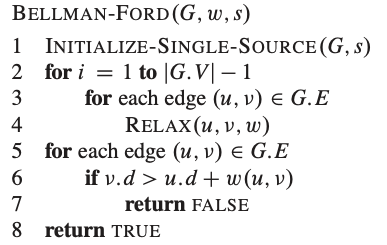 BELLMAN-FORD(G, w, s)
1 INITIALIZE-SINGLE-SOURCE(G, s)
2 for i = 1 to |G.V| − 1
3 for each edge (u, v) ∈ G.E
4 RELAX(u, v, w)
5 for each edge (u, v) ∈ G.E
6 if v.d > u.d + w(u, v)
7 return FALSE
8 return TRUE